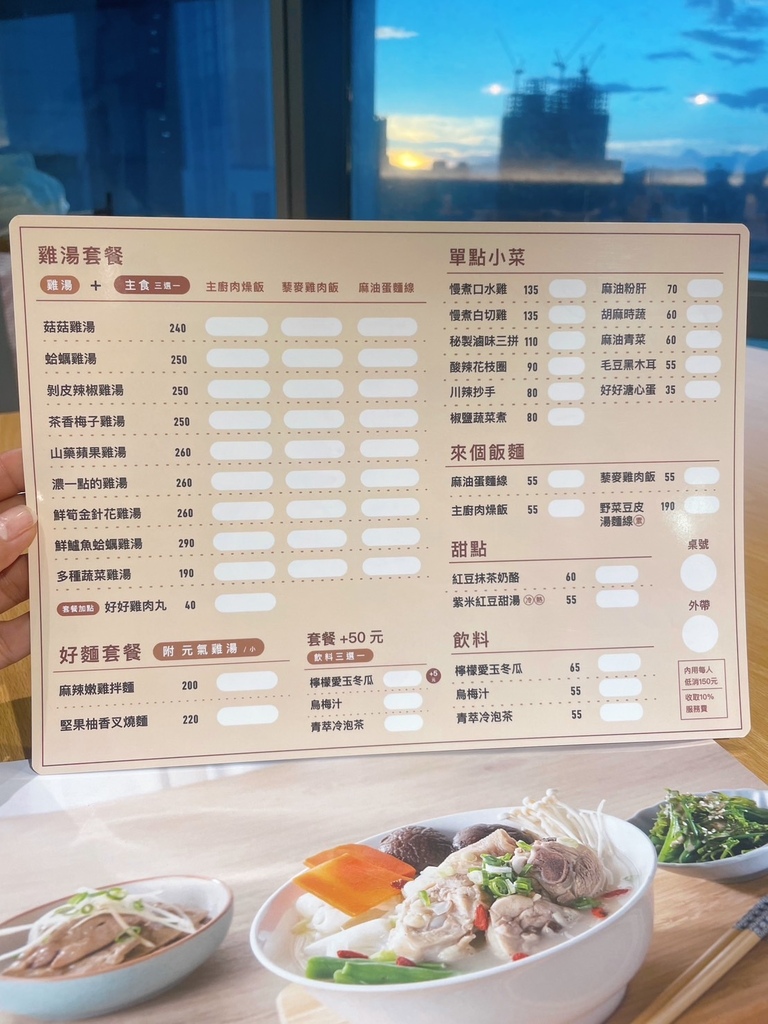 雞湯套餐
雞湯 + 主食 三選一 主廚肉燥飯 藜麥雞肉飯 麻油蛋麵線
菇菇雞湯 240
蛤蠣雞湯 250
剝皮辣椒雞湯 250
茶香梅子雞湯 250
山藥蘋果雞湯 260
濃一點的雞湯 260
鮮筍金針花雞湯 260
鮮鱸魚蛤蠣雞湯 290
多種蔬菜雞湯 190
套餐加點 好好雞肉丸 40
好麵套餐 附 元氣雞湯 / 小
麻辣嫩雞拌麵 200
堅果柚香叉燒麵 220
套餐 +50 元
飲料三選一
檸檬愛玉冬瓜 +5元
烏梅汁
青萃冷泡茶
單點小菜
慢煮口水雞 135 麻油粉肝 70
慢煮白切雞 135 胡麻時蔬 60
秘製滷味三拼 110 麻油青菜 60
酸辣花枝圈 90 毛豆黑木耳 55
川辣抄手 80 好好溏心蛋 35
椒鹽蔬菜煮 80
來個飯麵
麻油蛋麵線 55 藜麥雞肉飯 55
主廚肉燥飯 55 野菜豆皮 190
湯麵線 素
甜點
紅豆抹茶奶酪 60
紫米紅豆甜湯 冷 熱 55
飲料
檸檬愛玉冬瓜 65
烏梅汁 55
青萃冷泡茶 55
桌號
外帶
內用每人
低消150元
收取10%
服務費